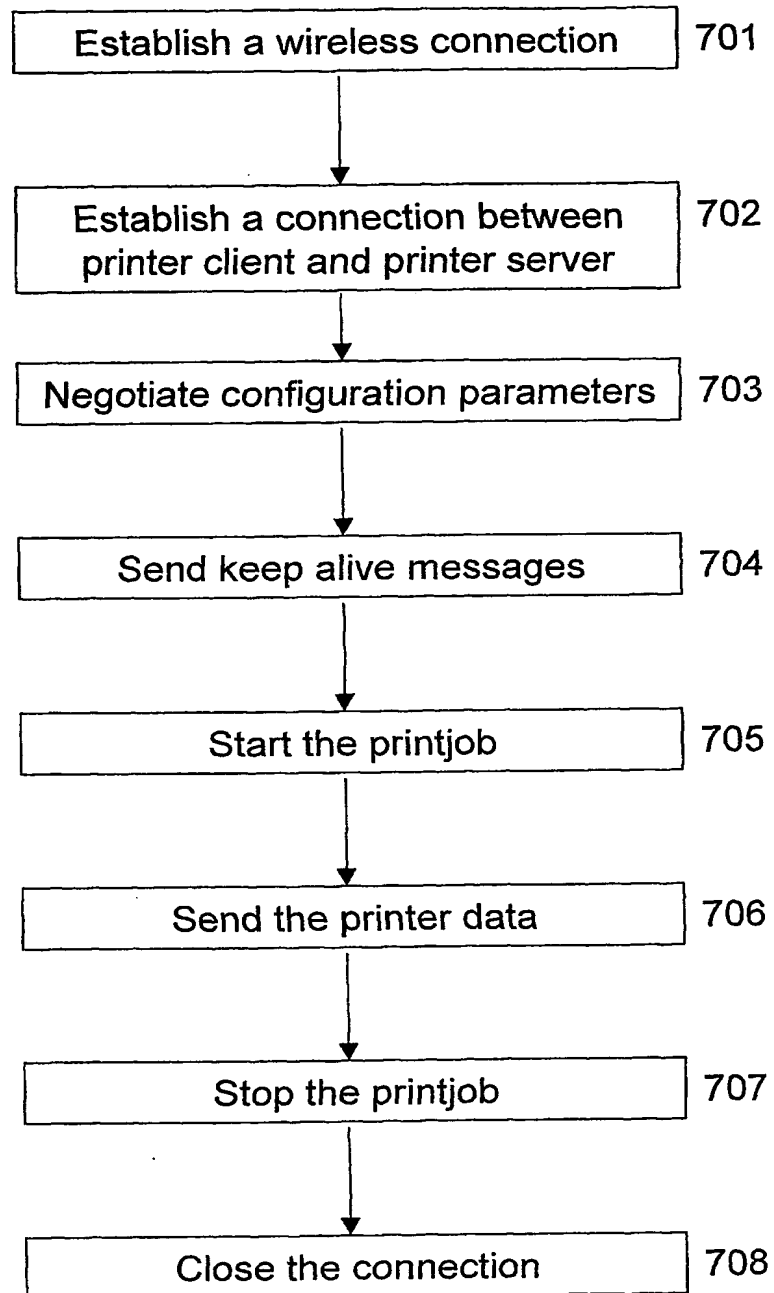 Establish a wireless connection 701
Establish a connection between 702
printer client and printer server
Negotiate configuration parameters 703
Send keep alive messages 704
Start the printjob 705
Send the printer data 706
Stop the printjob 707
Close the connection 708